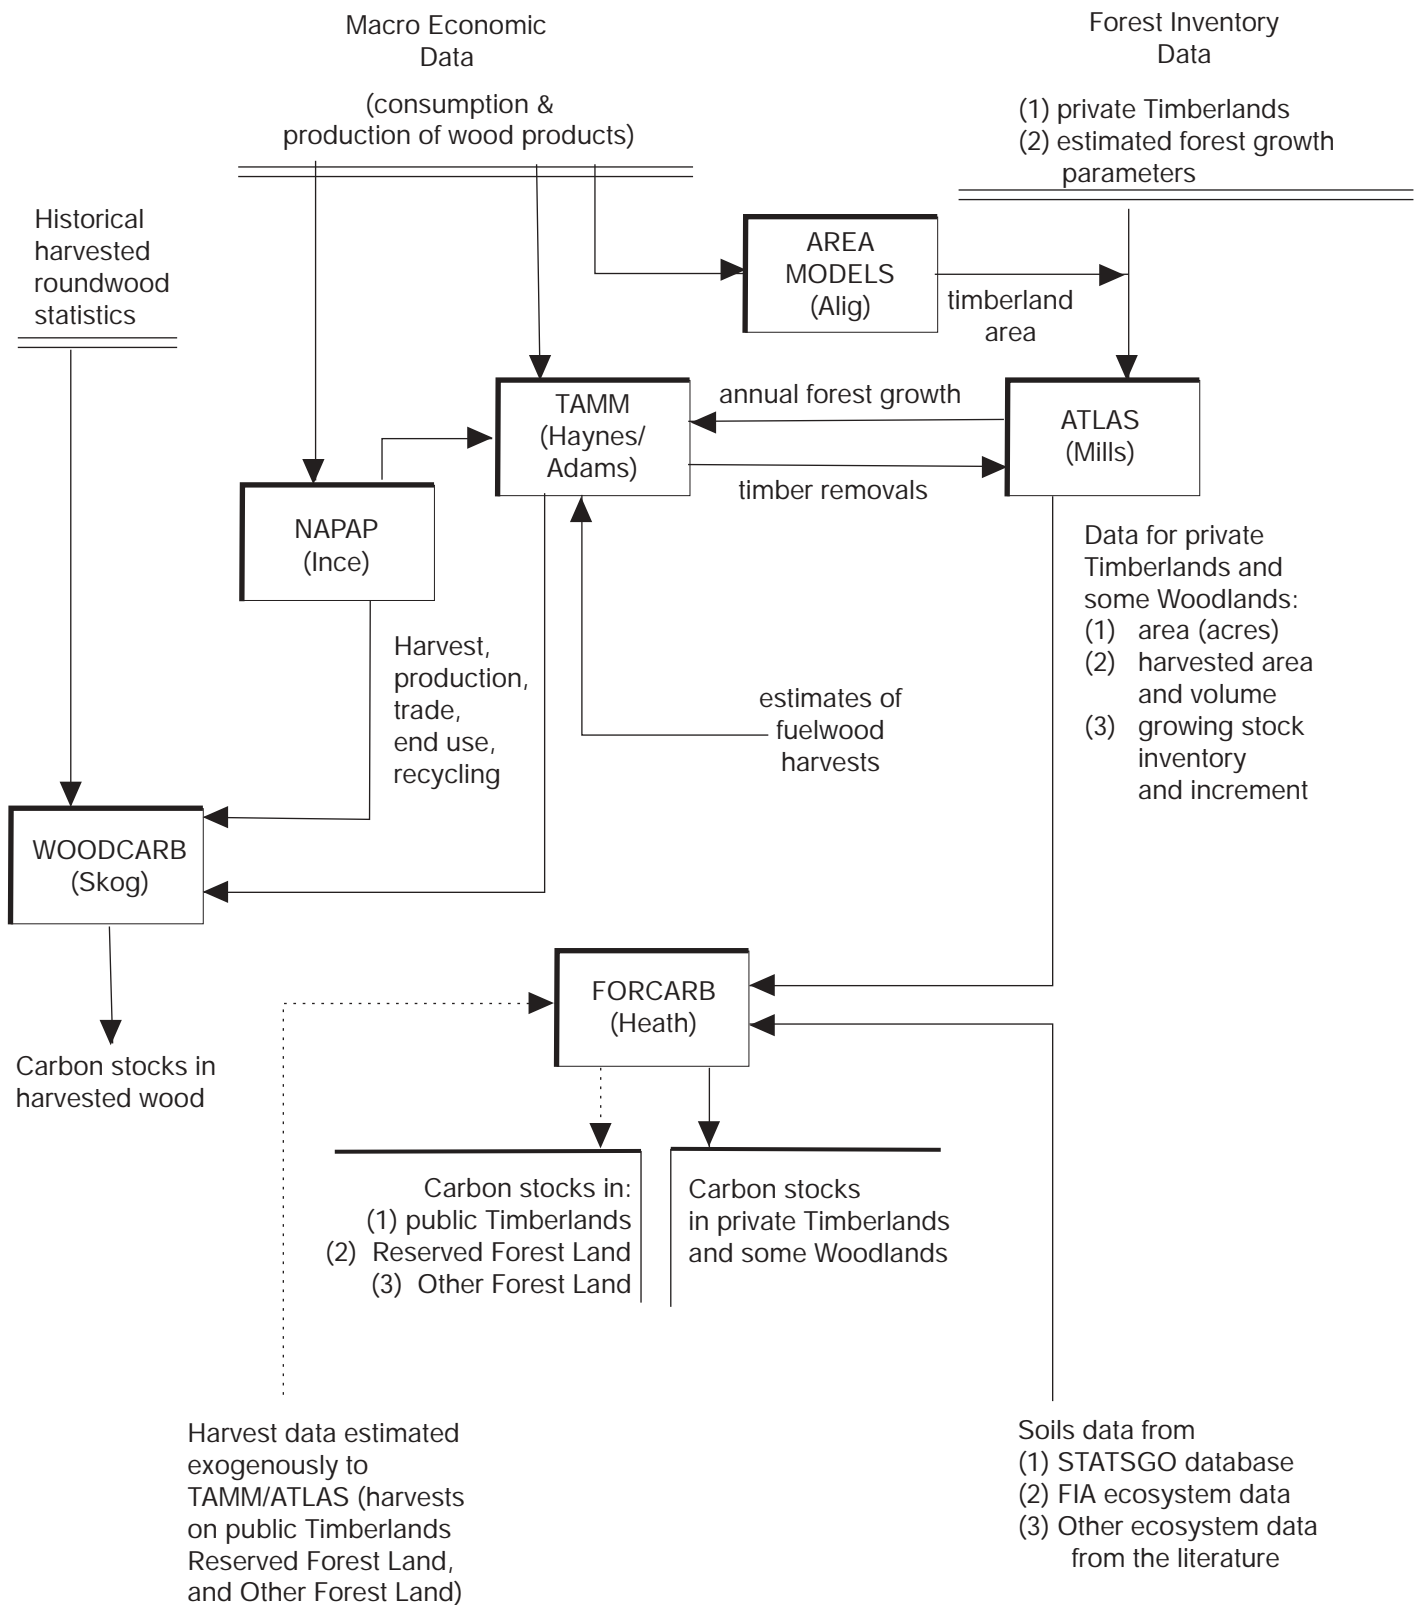 Macro Economic
Data
(consumption &
production of wood products)
Forest Inventory
Data
(1) private Timberlands
(2) estimated forest growth
parameters
Historical
harvested
roundwood
statistics
AREA
MODELS
(Alig)
timberland
area
TAMM
(Haynes/
Adams)
annual forest growth
timber removals
ATLAS
(Mills)
NAPAP
(Ince)
Harvest,
production,
trade,
end use,
recycling
estimates of
fuelwood
harvests
Data for private
Timberlands and
some Woodlands:
(1) area (acres)
(2) harvested area
and volume
(3) growing stock
inventory
and increment
WOODCARB
(Skog)
Carbon stocks in
harvested wood
FORCARB
(Heath)
Carbon stocks in:
(1) public Timberlands
(2) Reserved Forest Land
(3) Other Forest Land
Carbon stocks
in private Timberlands
and some Woodlands
Harvest data estimated
exogenously to
TAMM/ATLAS (harvests
on public Timberlands
Reserved Forest Land,
and Other Forest Land)
Soils data from
(1) STATSGO database
(2) FIA ecosystem data
(3) Other ecosystem data
from the literature